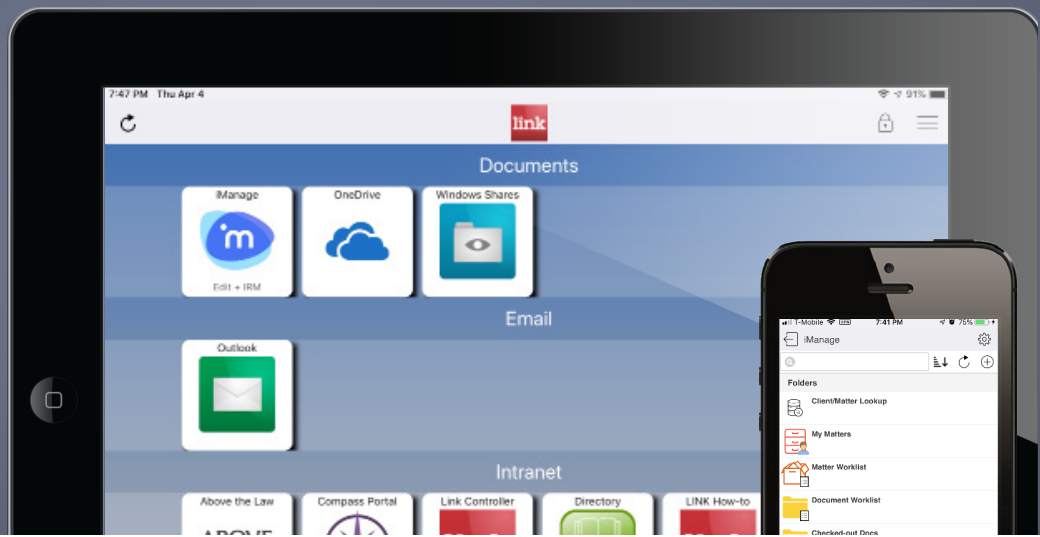 7:47 PM Thu Apr 4
91%
link
Documents
iManage
OneDrive
Windows Shares
m
Edit + IRM
Email
Outlook
Intranet
Above the Law
Compass Portal
Link Controller
Directory
LINK How-to
ABOVE
T-Mobile VPN 7:41 PM 75%
iManage
Folders
Client/Matter Lookup
My Matters
Matter Worklist
Document Worklist
Checked-out Docs